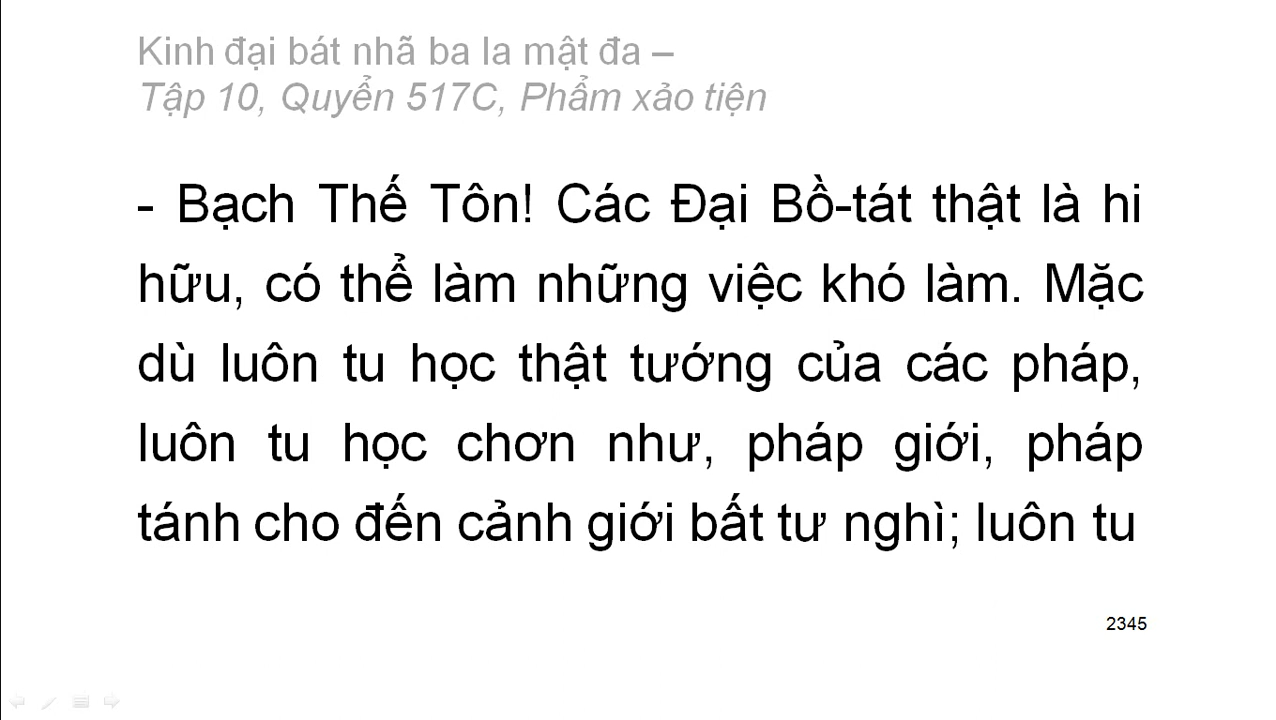 Kinh đại bát nhã ba la mật đa –
Tập 10, Quyển 517C, Phẩm xảo tiện
- Bạch Thế Tôn! Các Đại Bồ-tát thật là hi
hữu, có thể làm những việc khó làm. Mặc
dù luôn tu học thật tướng của các pháp,
luôn tu học chơn như, pháp giới, pháp
tánh cho đến cảnh giới bất tư nghì; luôn tu
2345